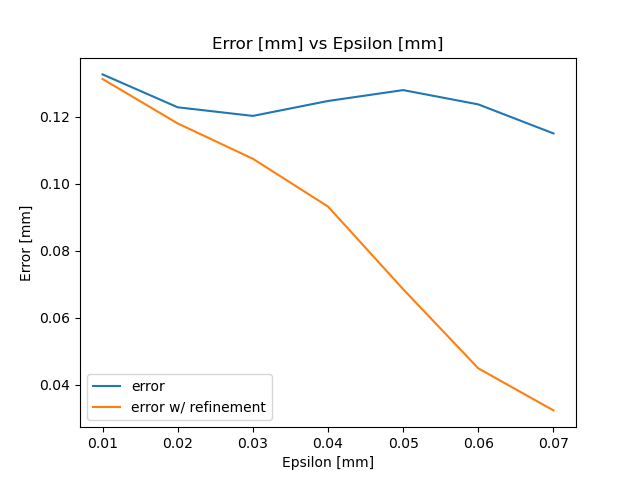 Error [mm] vs Epsilon [mm]
Error [mm]
0.12
0.10
0.08
0.06
0.04
error
error w/ refinement
0.01 0.02 0.03 0.04 0.05 0.06 0.07
Epsilon [mm]